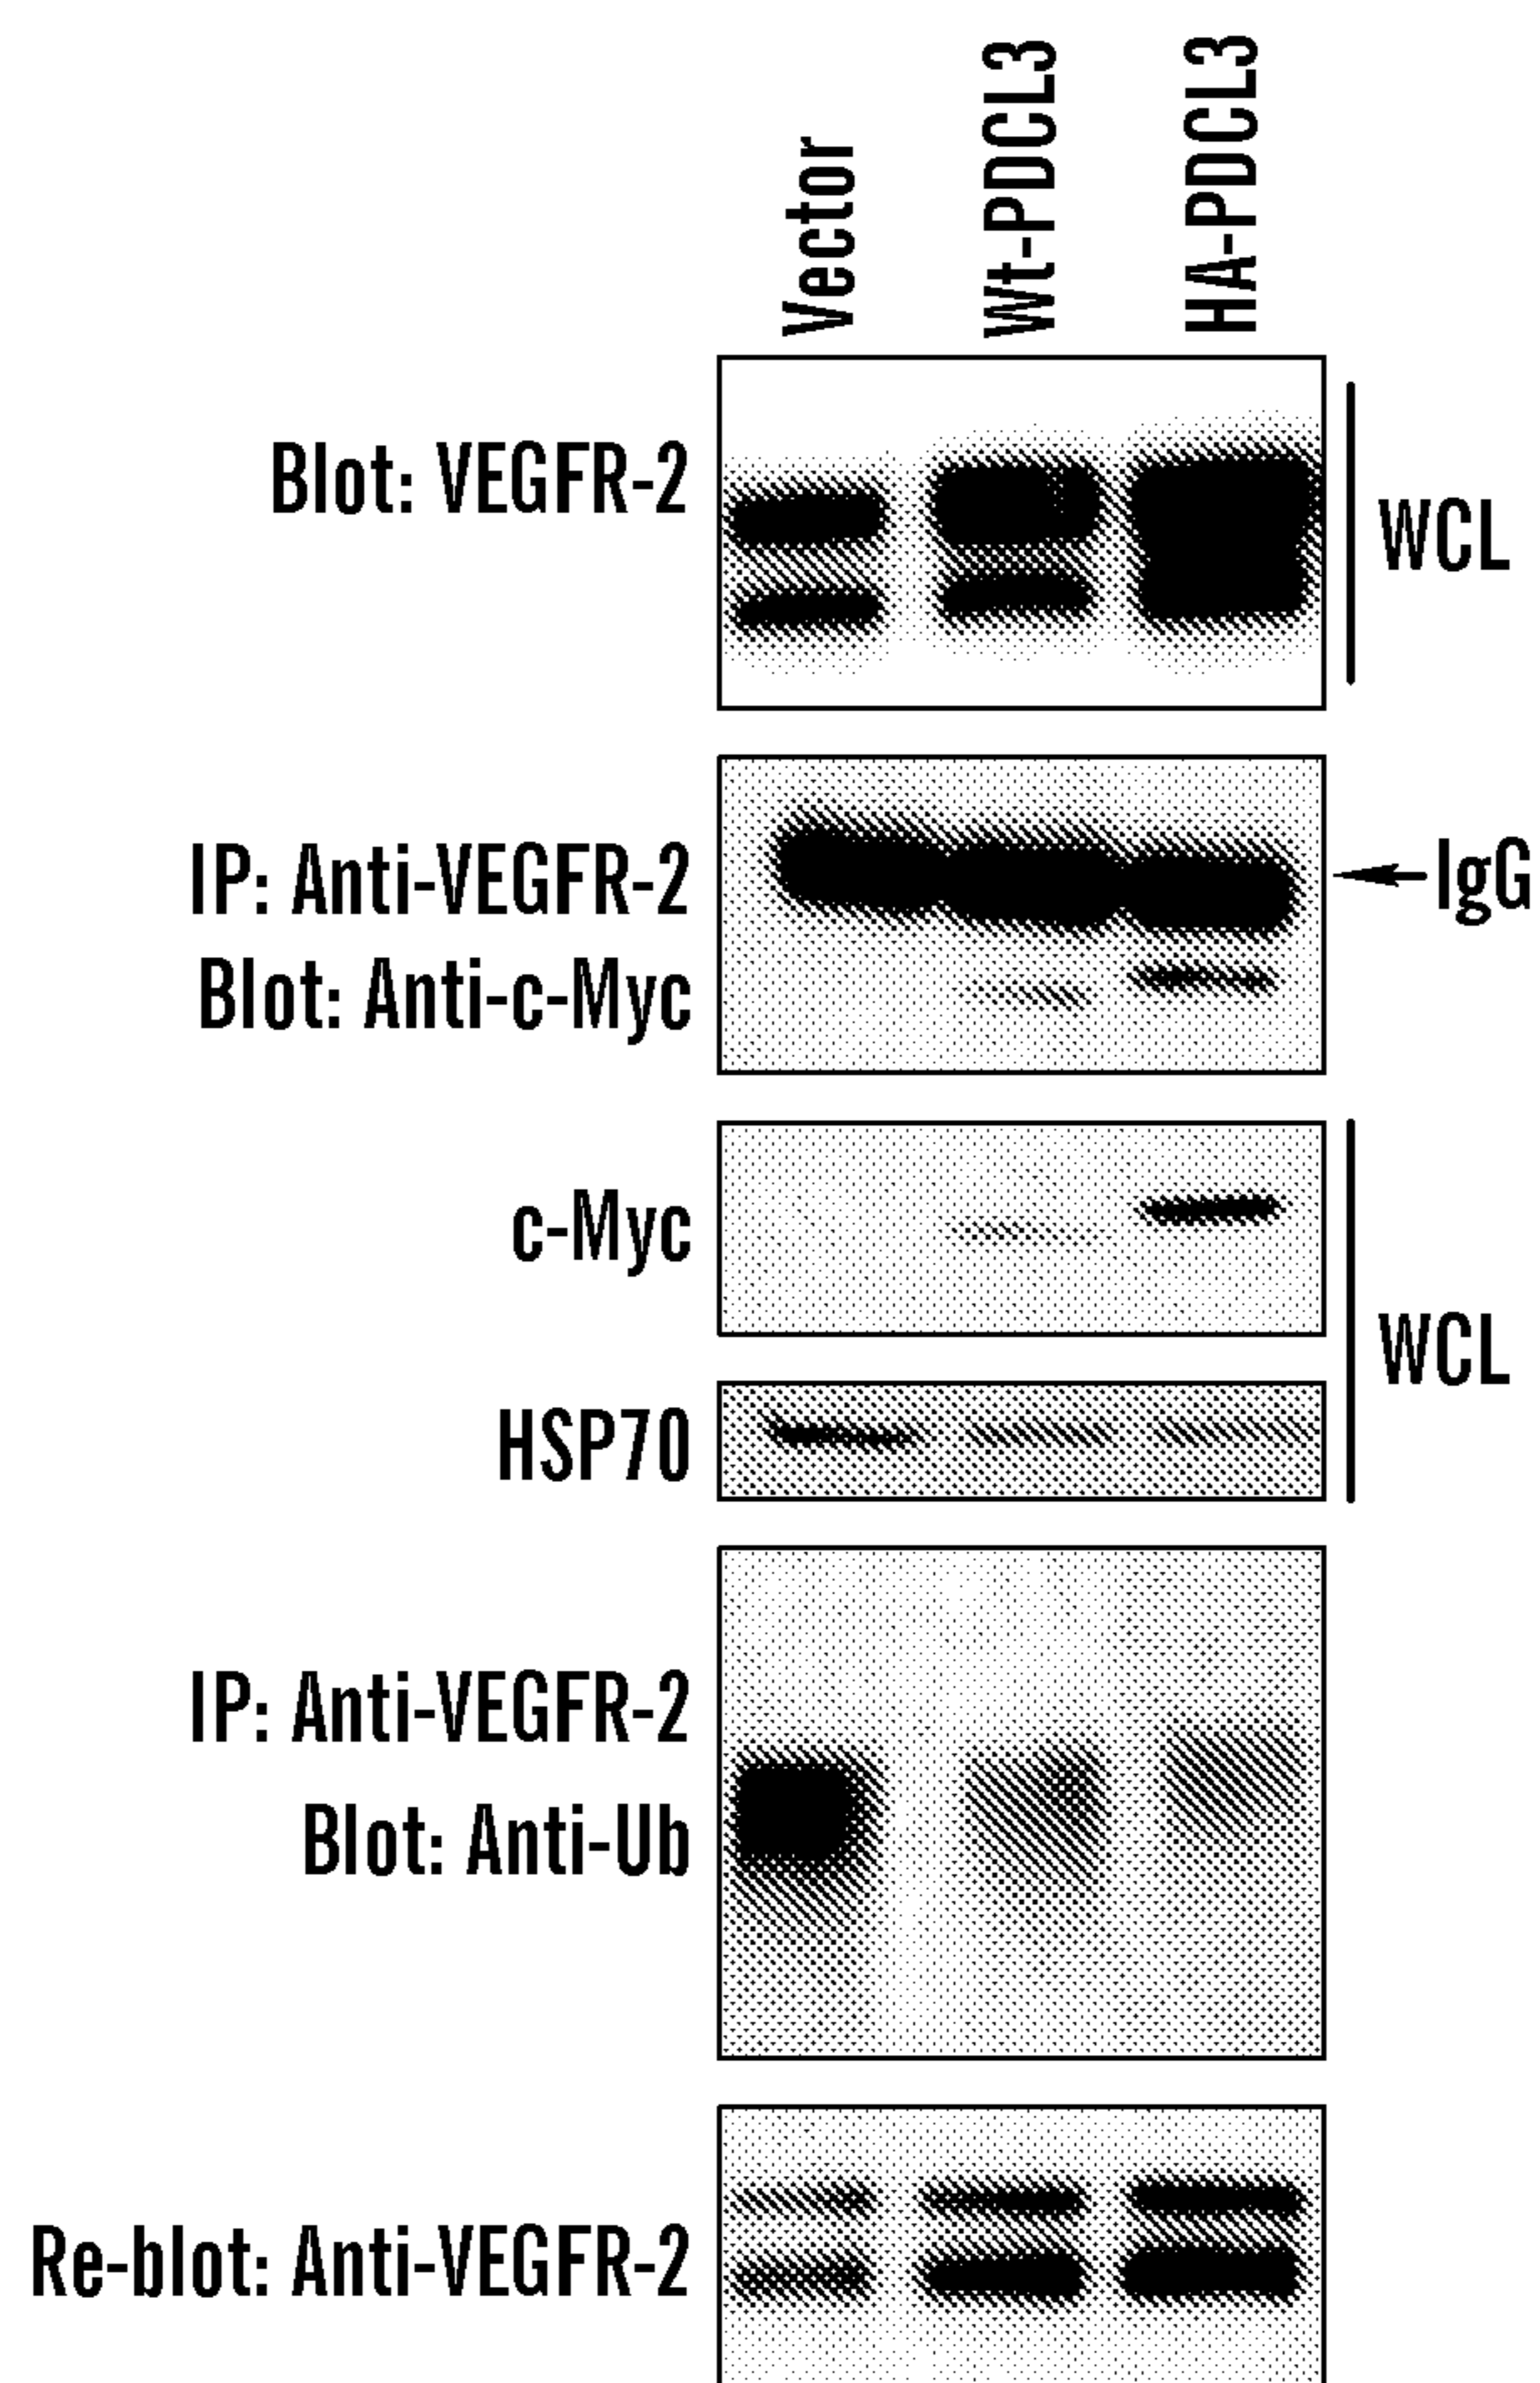 Vector
Wt-PDCL3
HA-PDCL3
Blot: VEGFR-2
WCL
IP: Anti-VEGFR-2
IgG
Blot: Anti-c-Myc
c-Myc
WCL
HSP70
IP: Anti-VEGFR-2
Blot: Anti-Ub
Re-blot: Anti-VEGFR-2